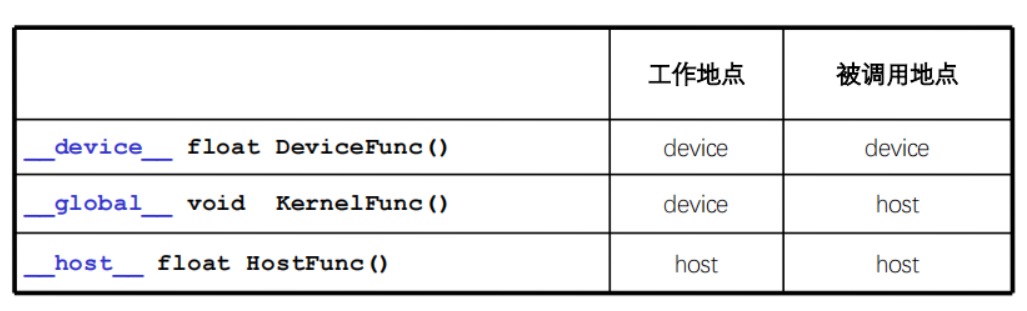 工作地点 被调用地点
__device__ float DeviceFunc() device device
__global__ void KernelFunc() device host
__host__ float HostFunc() host host